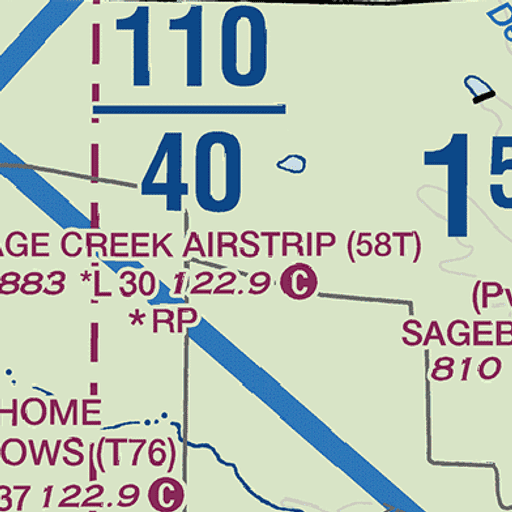 110
40
15
AGE CREEK AIRSTRIP (58T)
883 *L 30 122.9 C
*RP
(Pv
SAGEB
810
HOME
OWS (T76)
37 122.9 C